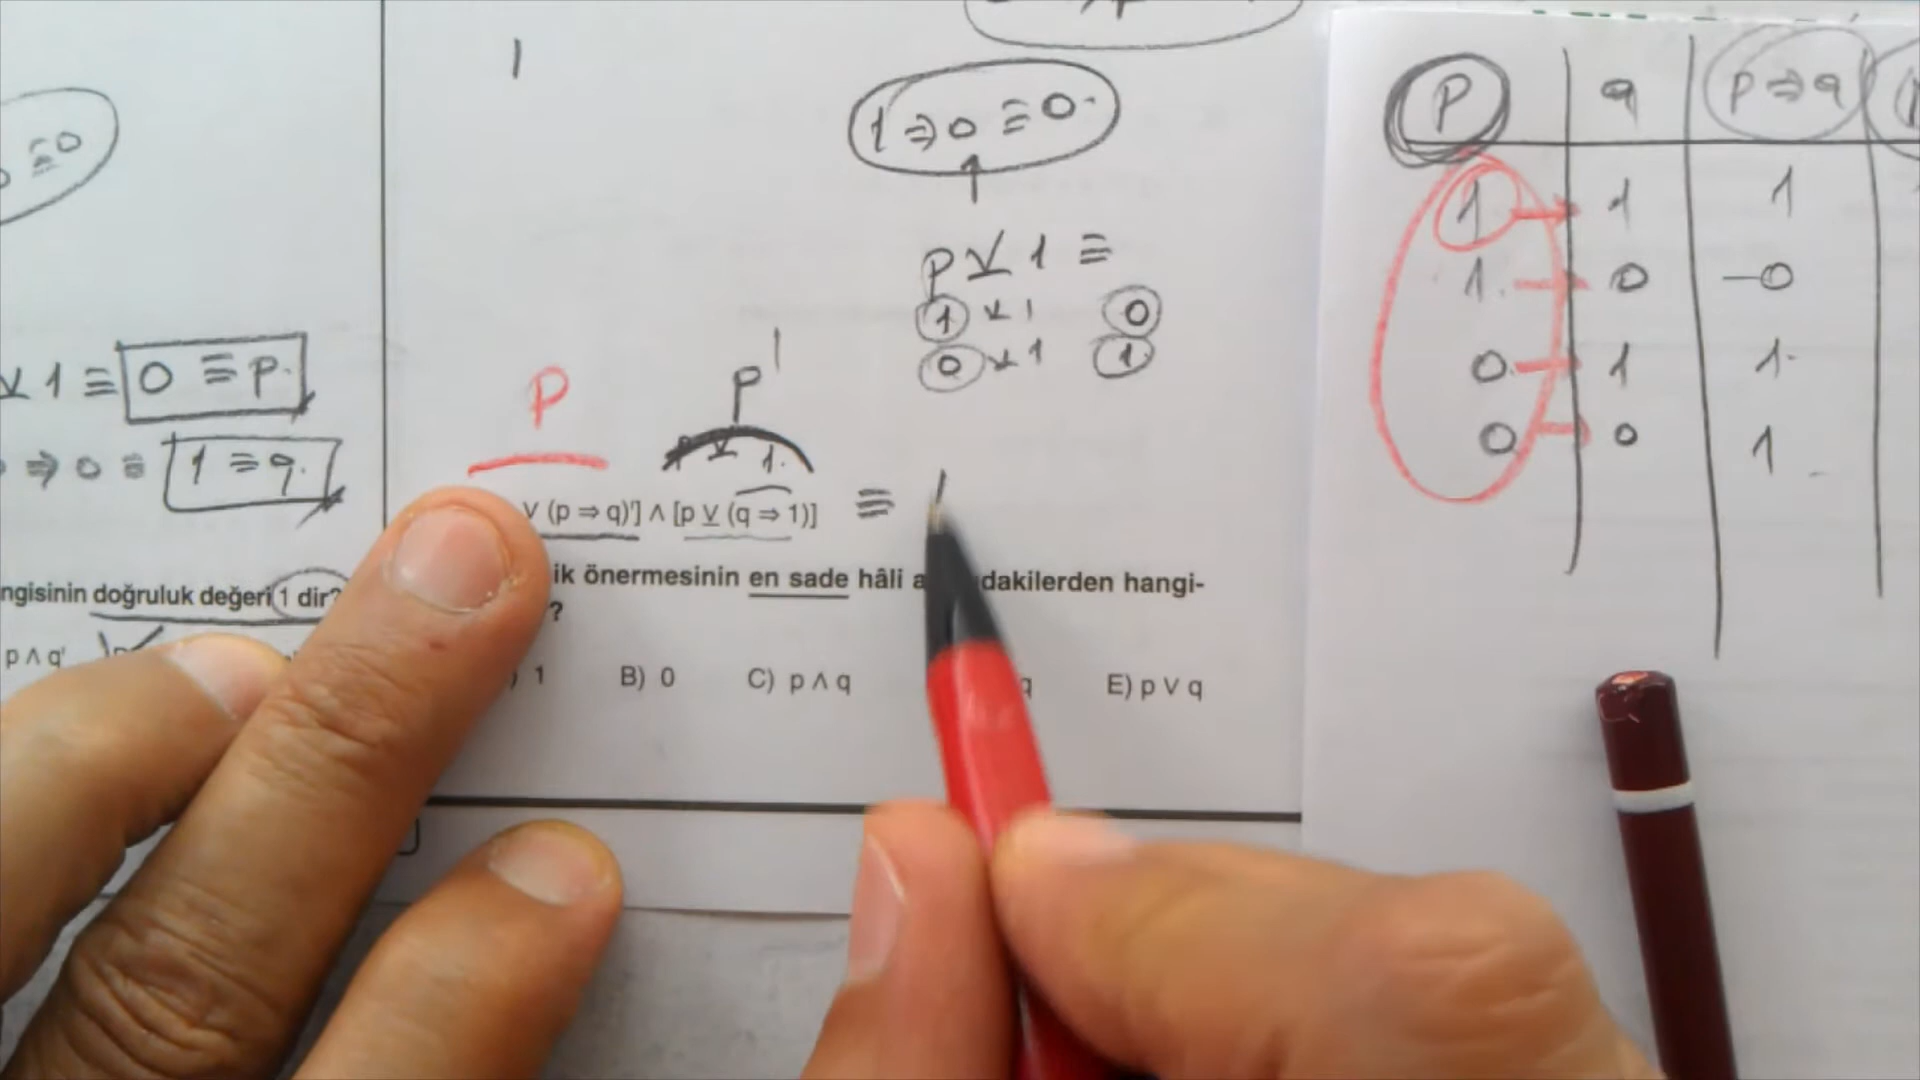 ≡ 0
∨ 1 ≡ 0 ≡ p.
⇒ 0 ≡ 1 ≡ q.
ngisinin doğruluk değeri 1 dir?
p ∧ q'
1 ⇒ 0 ≡ 0
p ⊻ 1 ≡
1 ⊻ 1 0
0 ⊻ 1 1
p p'
p ⊻ 1.
∨ (p ⇒ q)'] ∧ [p ⊻ (q ⇒ 1)] ≡
ik önermesinin en sade hâli a dakilerden hangi-
?
) 1 B) 0 C) p ∧ q q E) p ∨ q
P q p ⇒ q
1 1 1
1 0 0
0 1 1
0 0 1